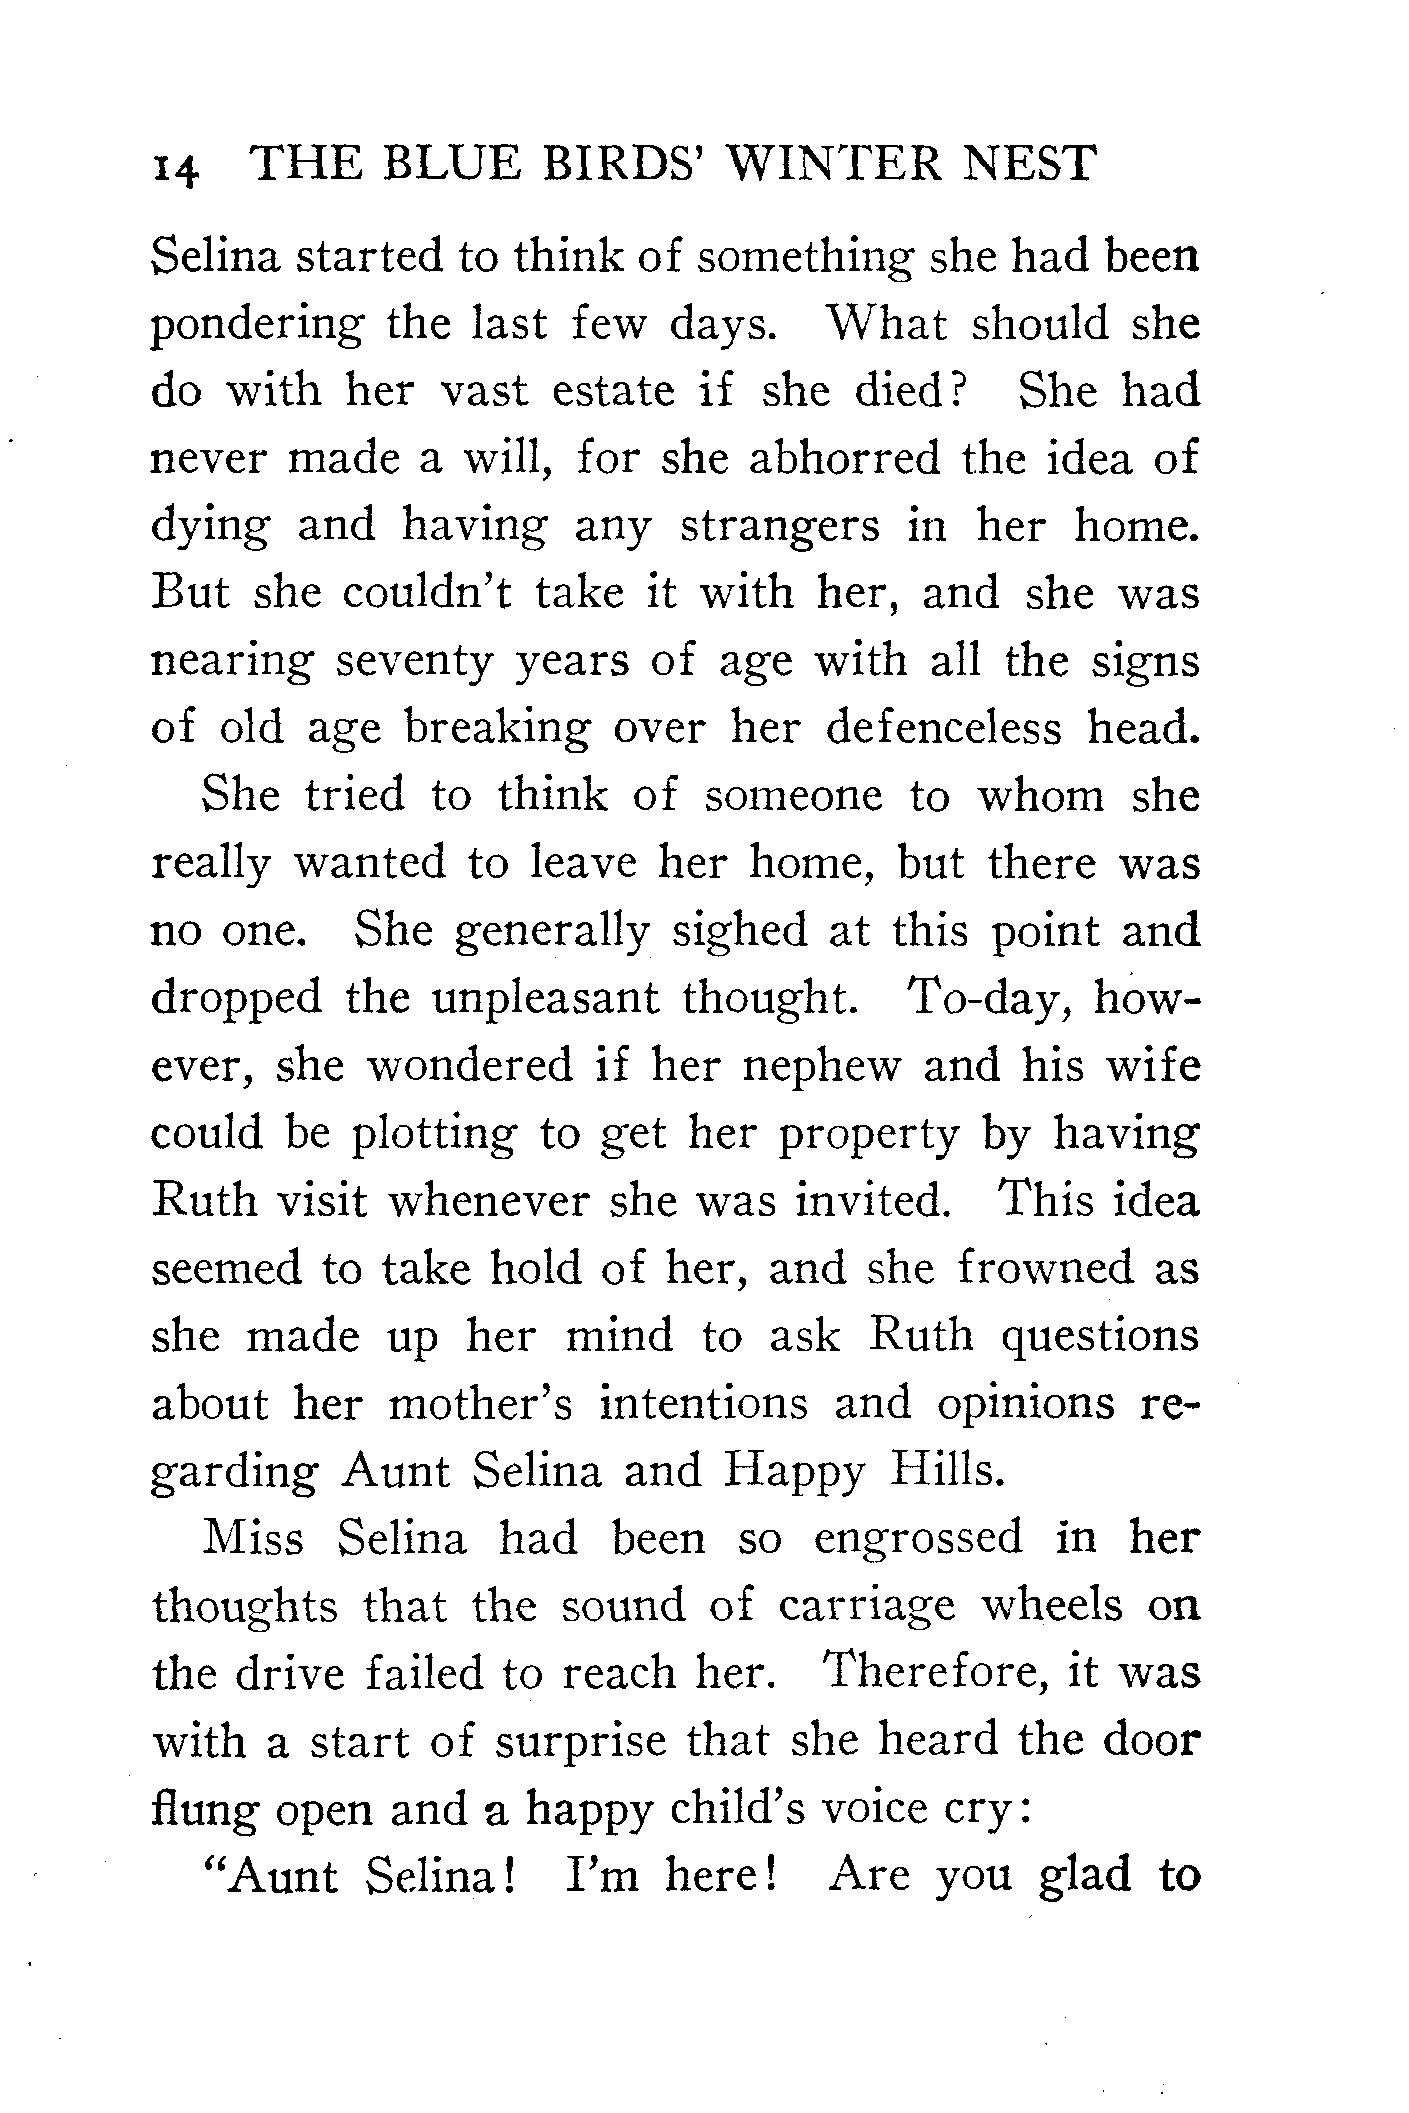 14 THE BLUE BIRDS' WINTER NEST
Selina started to think of something she had been
pondering the last few days. What should she
do with her vast estate if she died? She had
never made a will, for she abhorred the idea of
dying and having any strangers in her home.
But she couldn't take it with her, and she was
nearing seventy years of age with all the signs
of old age breaking over her defenceless head.
She tried to think of someone to whom she
really wanted to leave her home, but there was
no one. She generally sighed at this point and
dropped the unpleasant thought. To-day, how-
ever, she wondered if her nephew and his wife
could be plotting to get her property by having
Ruth visit whenever she was invited. This idea
seemed to take hold of her, and she frowned as
she made up her mind to ask Ruth questions
about her mother's intentions and opinions re-
garding Aunt Selina and Happy Hills.
Miss Selina had been so engrossed in her
thoughts that the sound of carriage wheels on
the drive failed to reach her. Therefore, it was
with a start of surprise that she heard the door
flung open and a happy child's voice cry:
"Aunt Selina! I'm here! Are you glad to